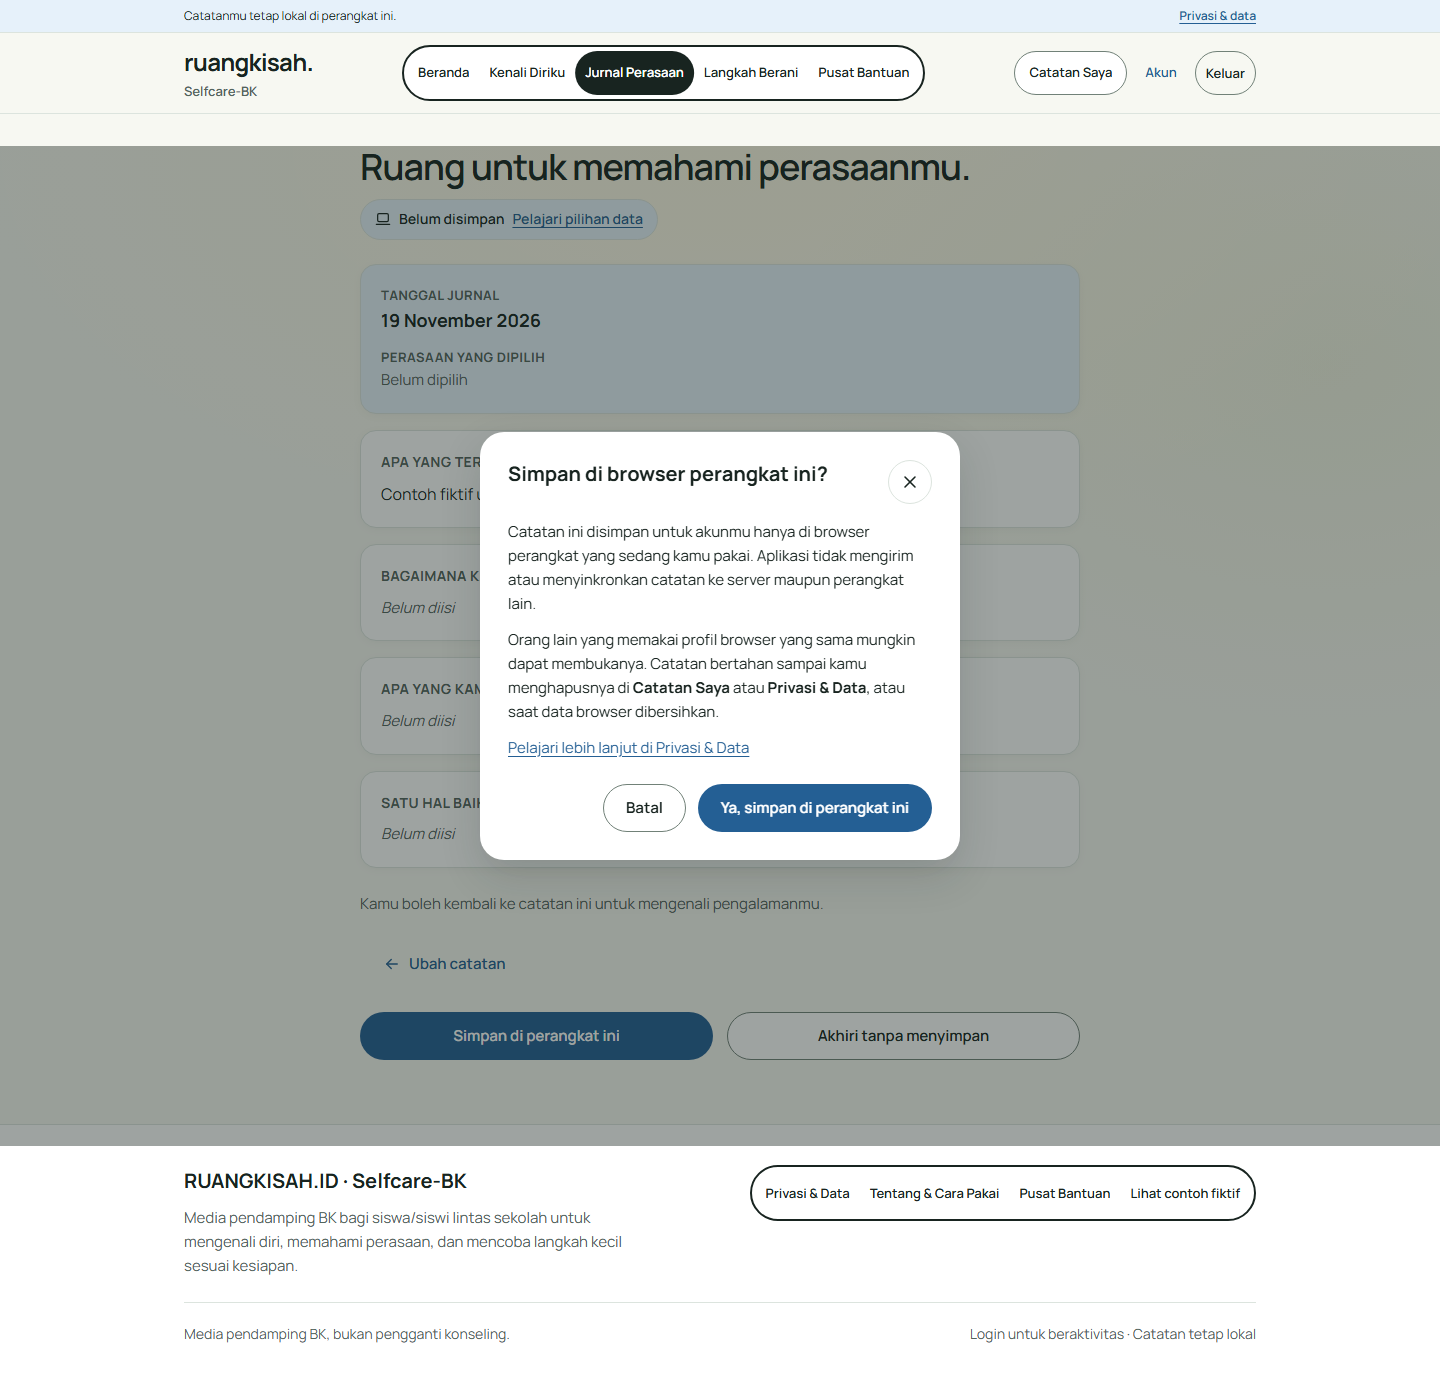 Catatanmu tetap lokal di perangkat ini.
Privasi & data
ruangkisah.
Selfcare-BK
Beranda
Kenali Diriku
Jurnal Perasaan
Langkah Berani
Pusat Bantuan
Catatan Saya
Akun
Keluar
Ruang untuk memahami perasaanmu.
Belum disimpan Pelajari pilihan data
TANGGAL JURNAL
19 November 2026
PERASAAN YANG DIPILIH
Belum dipilih
APA YANG TER
Contoh fiktif
BAGAIMANA K
Belum diisi
APA YANG KAM
Belum diisi
SATU HAL BAIK
Belum diisi
Simpan di browser perangkat ini?
Catatan ini disimpan untuk akunmu hanya di browser
perangkat yang sedang kamu pakai. Aplikasi tidak mengirim
atau menyinkronkan catatan ke server maupun perangkat
lain.
Orang lain yang memakai profil browser yang sama mungkin
dapat membukanya. Catatan bertahan sampai kamu
menghapusnya di Catatan Saya atau Privasi & Data, atau
saat data browser dibersihkan.
Pelajari lebih lanjut di Privasi & Data
Batal
Ya, simpan di perangkat ini
Kamu boleh kembali ke catatan ini untuk mengenali pengalamanmu.
Ubah catatan
Simpan di perangkat ini
Akhiri tanpa menyimpan
RUANGKISAH.ID · Selfcare-BK
Media pendamping BK bagi siswa/siswi lintas sekolah untuk
mengenali diri, memahami perasaan, dan mencoba langkah kecil
sesuai kesiapan.
Privasi & Data
Tentang & Cara Pakai
Pusat Bantuan
Lihat contoh fiktif
Media pendamping BK, bukan pengganti konseling.
Login untuk beraktivitas · Catatan tetap lokal